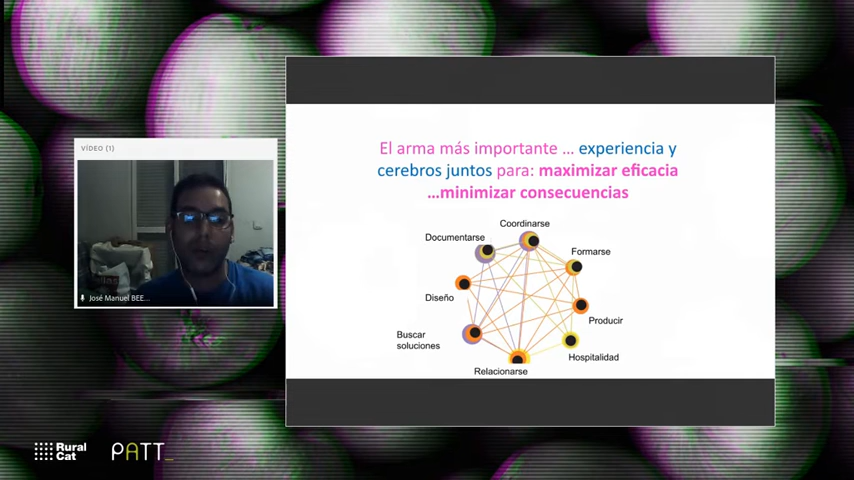 VÍDEO (1)
José Manuel BEE...
El arma más importante ... experiencia y
cerebros juntos para: maximizar eficacia
...minimizar consecuencias
Coordinarse
Documentarse
Formarse
Diseño
Producir
Buscar
soluciones
Hospitalidad
Relacionarse
Rural
Cat
PATT_